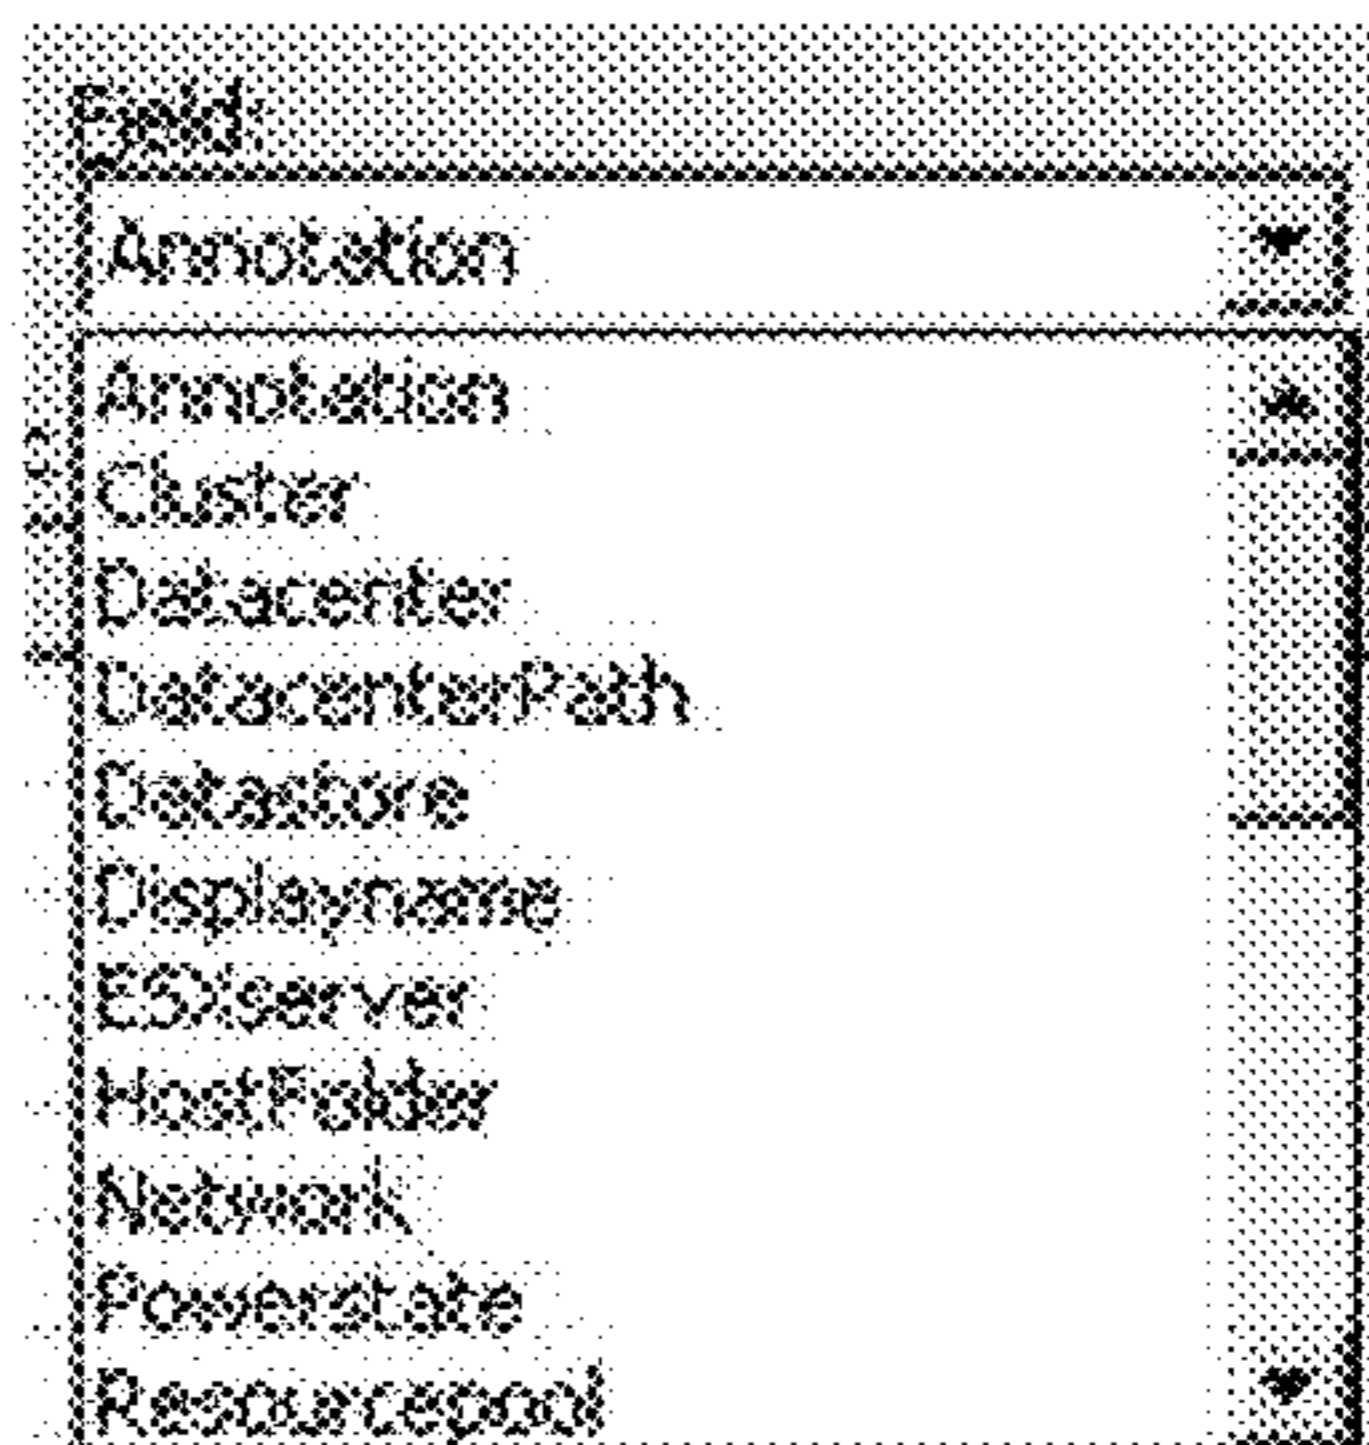 Field:
Annotation
Annotation
Cluster
Datacenter
DatacenterPath
Datastore
Displayname
ESXserver
HostFolder
Network
Powerstate
Resourcepool